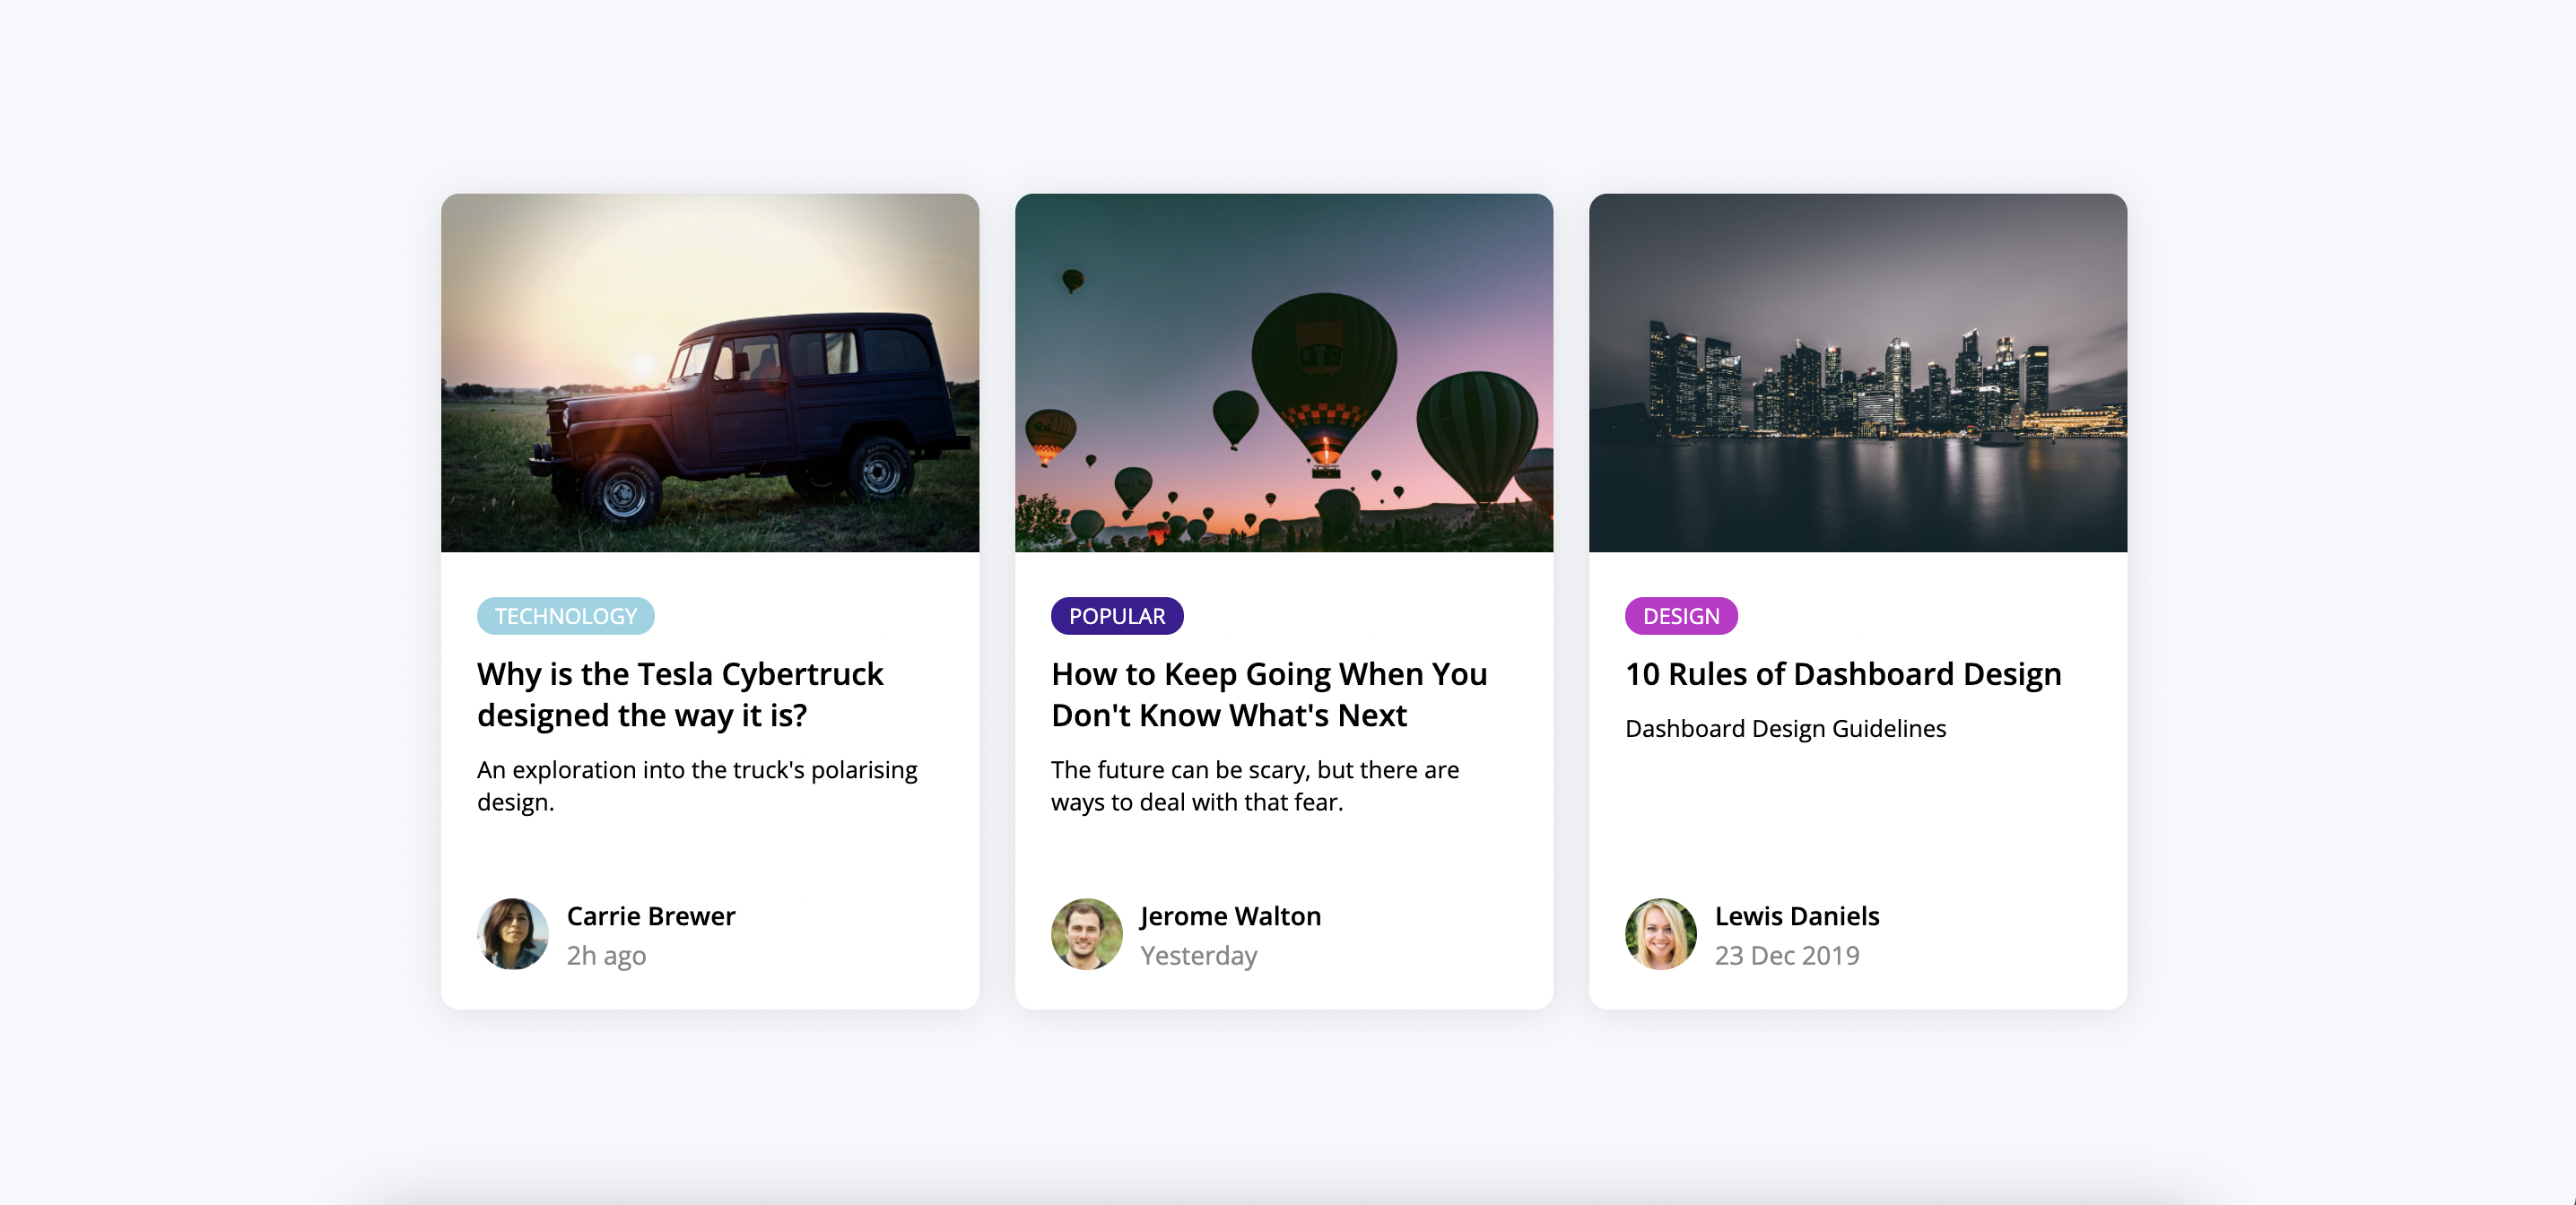 TECHNOLOGY
Why is the Tesla Cybertruck
designed the way it is?
An exploration into the truck's polarising
design.
Carrie Brewer
2h ago
POPULAR
How to Keep Going When You
Don't Know What's Next
The future can be scary, but there are
ways to deal with that fear.
Jerome Walton
Yesterday
DESIGN
10 Rules of Dashboard Design
Dashboard Design Guidelines
Lewis Daniels
23 Dec 2019